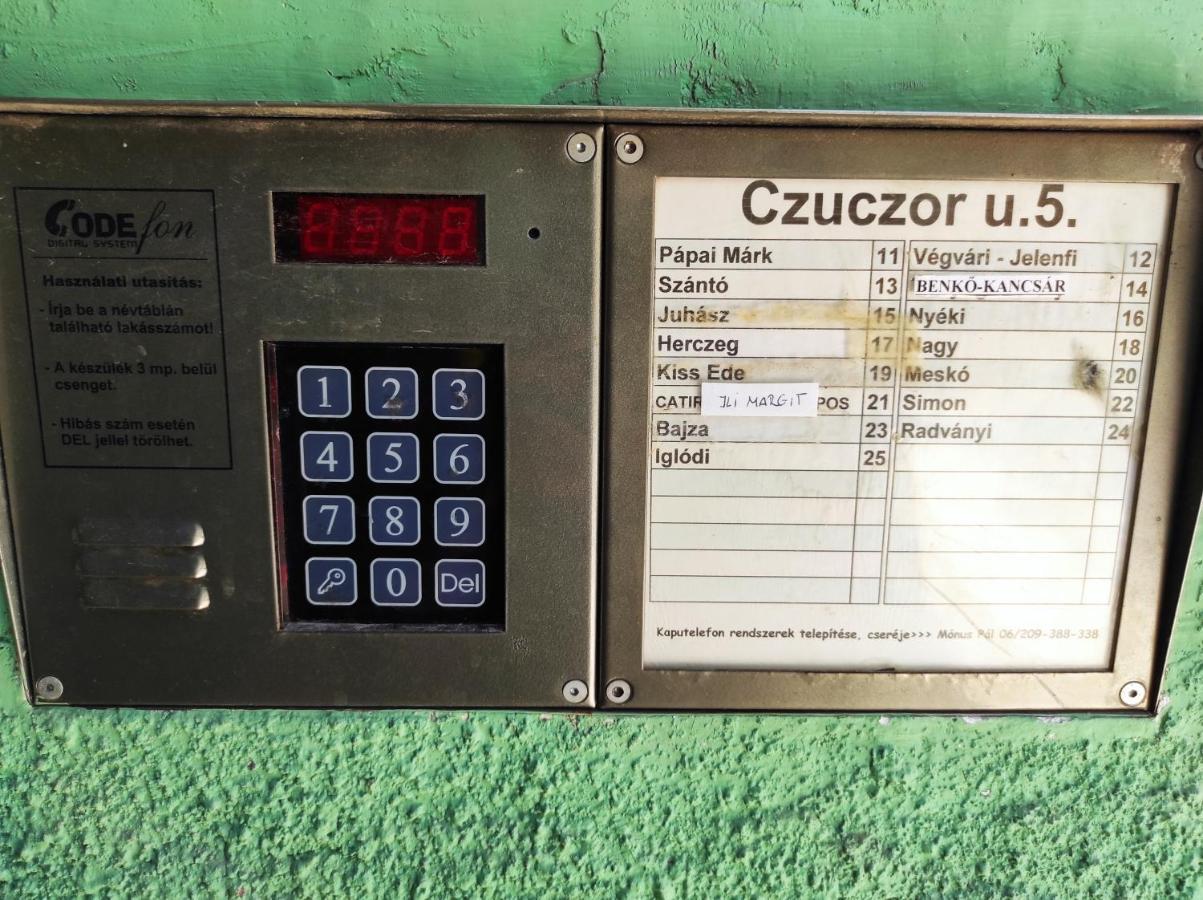 CODEfon
DIGITAL SYSTEM
Használati utasítás:
- Írja be a névtáblán
található lakásszámot!
- A készülék 3 mp. belül
csenget.
- Hibás szám esetén
DEL jellel törölhet.
8888
1 2 3
4 5 6
7 8 9
0 Del
Czuczor u.5.
Pápai Márk 11 Végvári - Jelenfi 12
Szántó 13 BENKŐ-KANCSÁR 14
Juhász 15 Nyéki 16
Herczeg 17 Nagy 18
Kiss Ede 19 Meskó 20
MARGIT 21 Simon 22
Bajza 23 Radványi 24
Iglódi 25
Kaputelefon rendszerek telepítése, cseréje>>> Mónus Pál 06/209-388-338